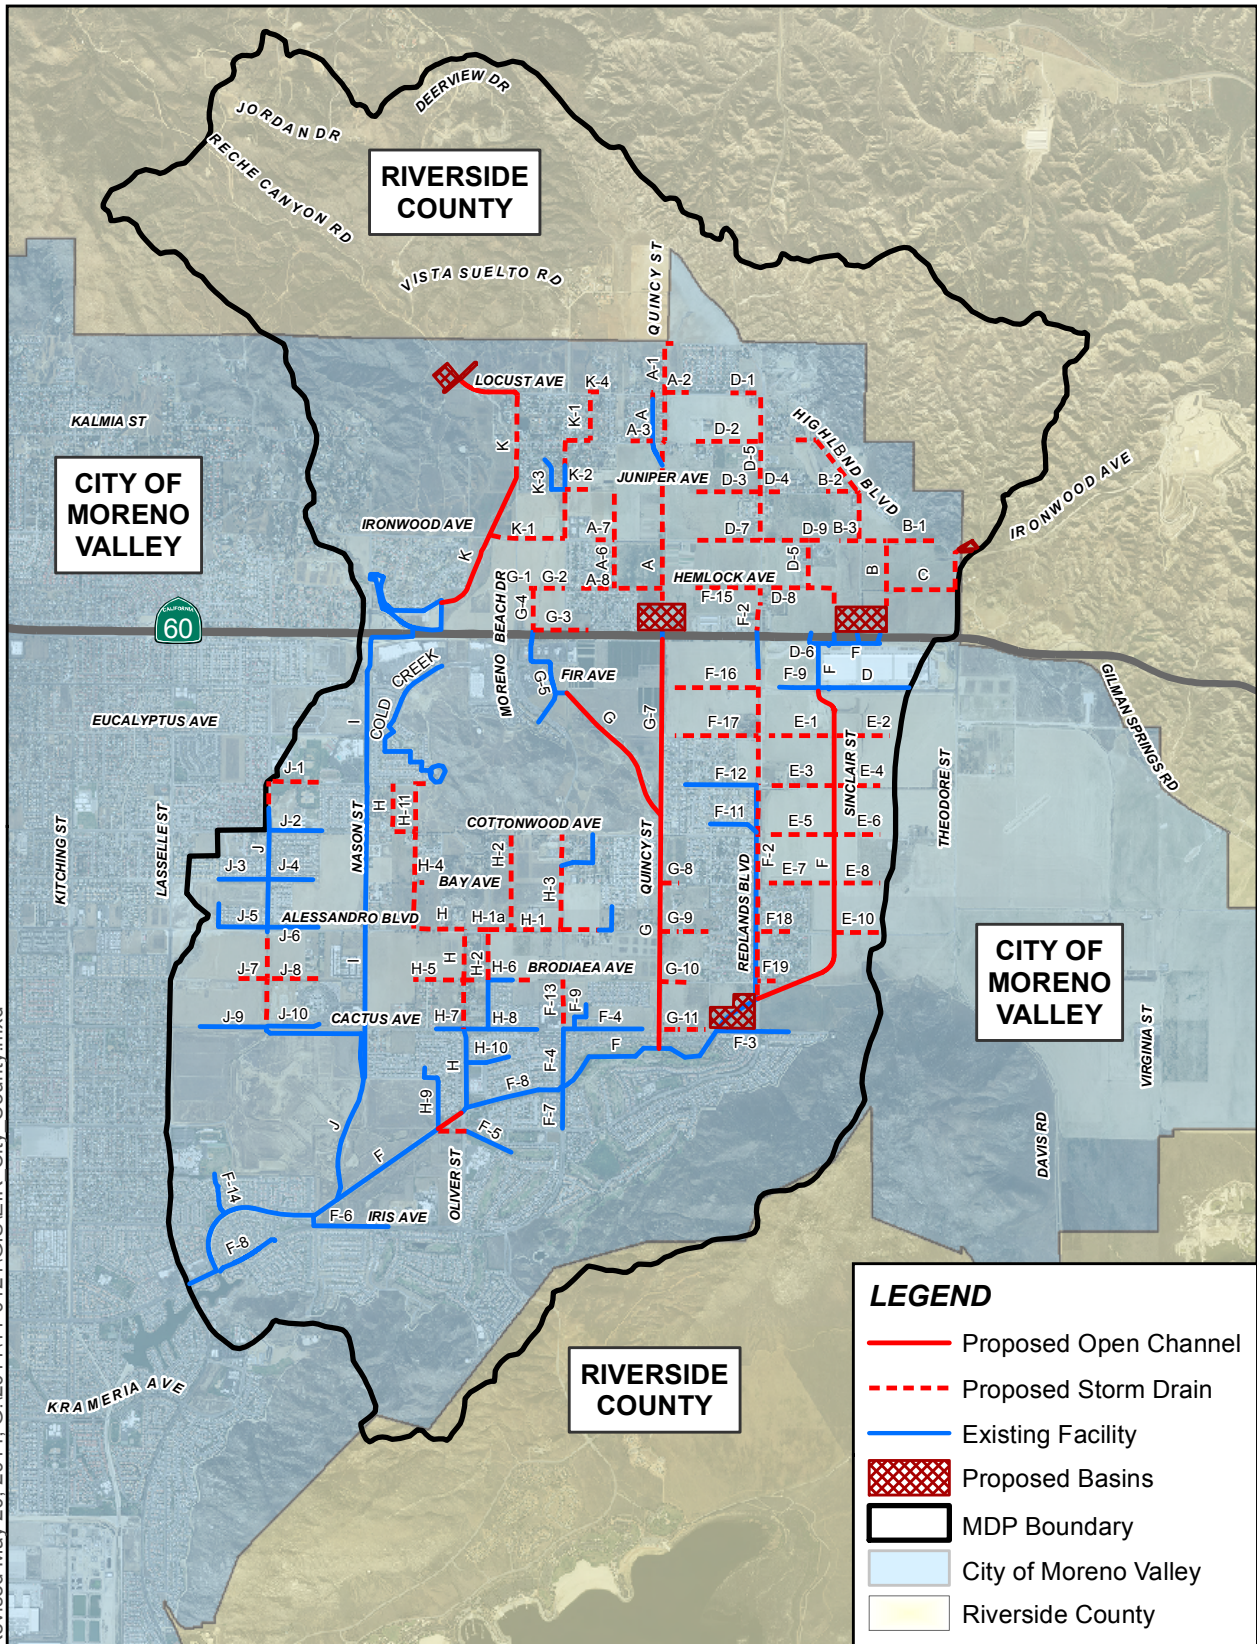 DEERVIEW DR
JORDAN DR
RECHE CANYON RD
RIVERSIDE
COUNTY
VISTA SUELTO RD
QUINCY ST
LOCUST AVE
K-4
A-1
A-2
D-1
KALMIA ST
K-1
A
A-3
D-2
HIGHLBND BLVD
K
D-5
CITY OF
MORENO
VALLEY
K-3
K-2
JUNIPER AVE
D-3
D-4
B-2
IRONWOOD AVE
IRONWOOD AVE
K-1
A-7
D-7
D-9
B-3
B-1
K
A-6
A
D-5
B
C
G-1
G-2
A-8
HEMLOCK AVE
CALIFORNIA
60
MORENO BEACH DR
G-4
G-3
F-15
F-2
D-8
D-6
F
COLD CREEK
G-5
FIR AVE
F-16
F-9
F
D
GILMAN SPRINGS RD
EUCALYPTUS AVE
I
G
G-7
F-17
E-1
E-2
SINCLAIR ST
THEODORE ST
J-1
H
H-11
F-12
E-3
E-4
KITCHING ST
LASSELLE ST
NASON ST
J-2
J
COTTONWOOD AVE
F-11
E-5
E-6
J-3
J-4
H-4
H-2
BAY AVE
H-3
QUINCY ST
G-8
REDLANDS BLVD
F-2
E-7
F
E-8
J-5
ALESSANDRO BLVD
H
H-1a
H-1
G
G-9
F18
E-10
CITY OF
MORENO
VALLEY
J-6
I
J-7
J-8
H-5
H
H-2
H-6
BRODIAEA AVE
G-10
F19
F-13
F-9
J-9
J-10
CACTUS AVE
H-7
H-8
F-4
G-11
F-3
VIRGINIA ST
H-10
H
F-4
F
F-8
J
H-9
F-7
F-5
DAVIS RD
F
OLIVER ST
F-14
F-6
IRIS AVE
F-8
KRAMERIA AVE
RIVERSIDE
COUNTY
LEGEND
Proposed Open Channel
Proposed Storm Drain
Existing Facility
Proposed Basins
MDP Boundary
City of Moreno Valley
Riverside County